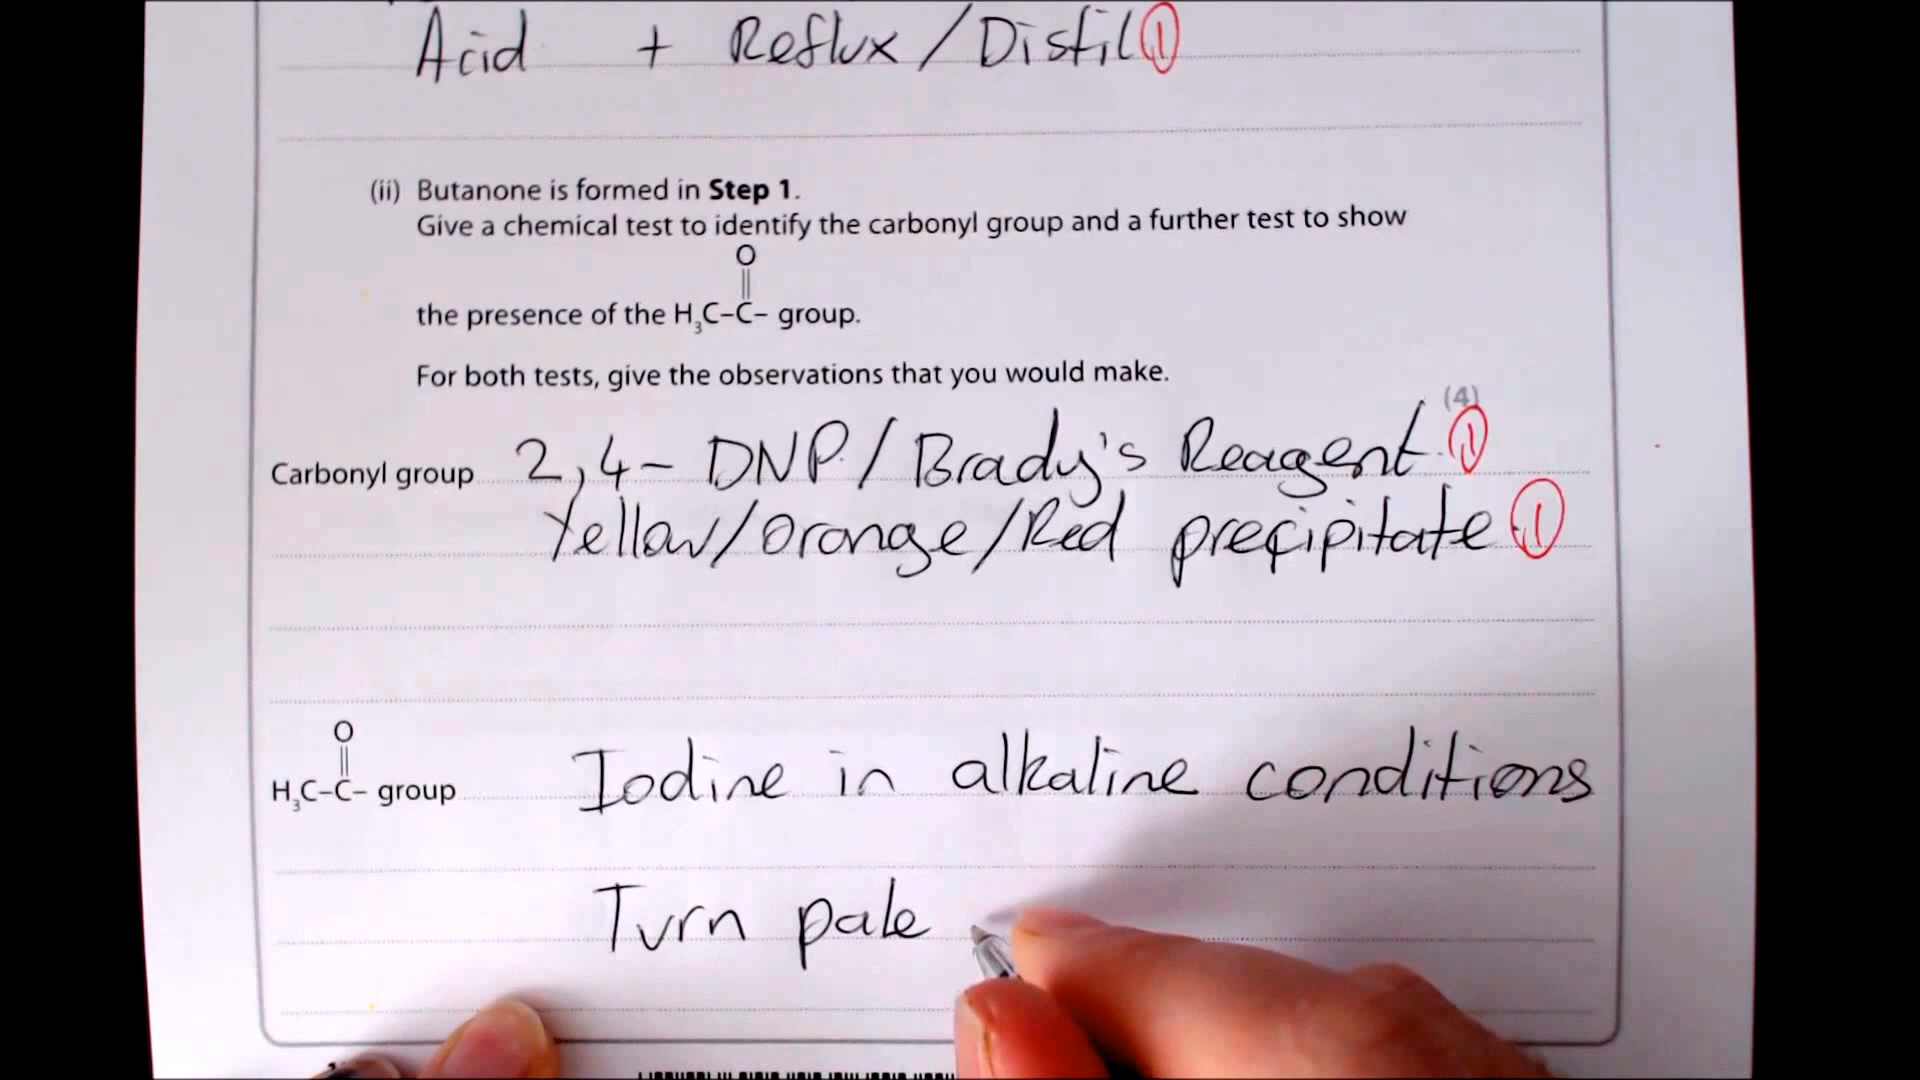 Acid + Reflux / Distil 1
(ii) Butanone is formed in Step 1.
Give a chemical test to identify the carbonyl group and a further test to show
O
the presence of the H₃C–C– group.
For both tests, give the observations that you would make.
(4)
Carbonyl group 2,4- DNP / Brady's Reagent 1
Yellow/Orange/Red precipitate 1
O
H₃C–C– group Iodine in alkaline conditions
Turn pale